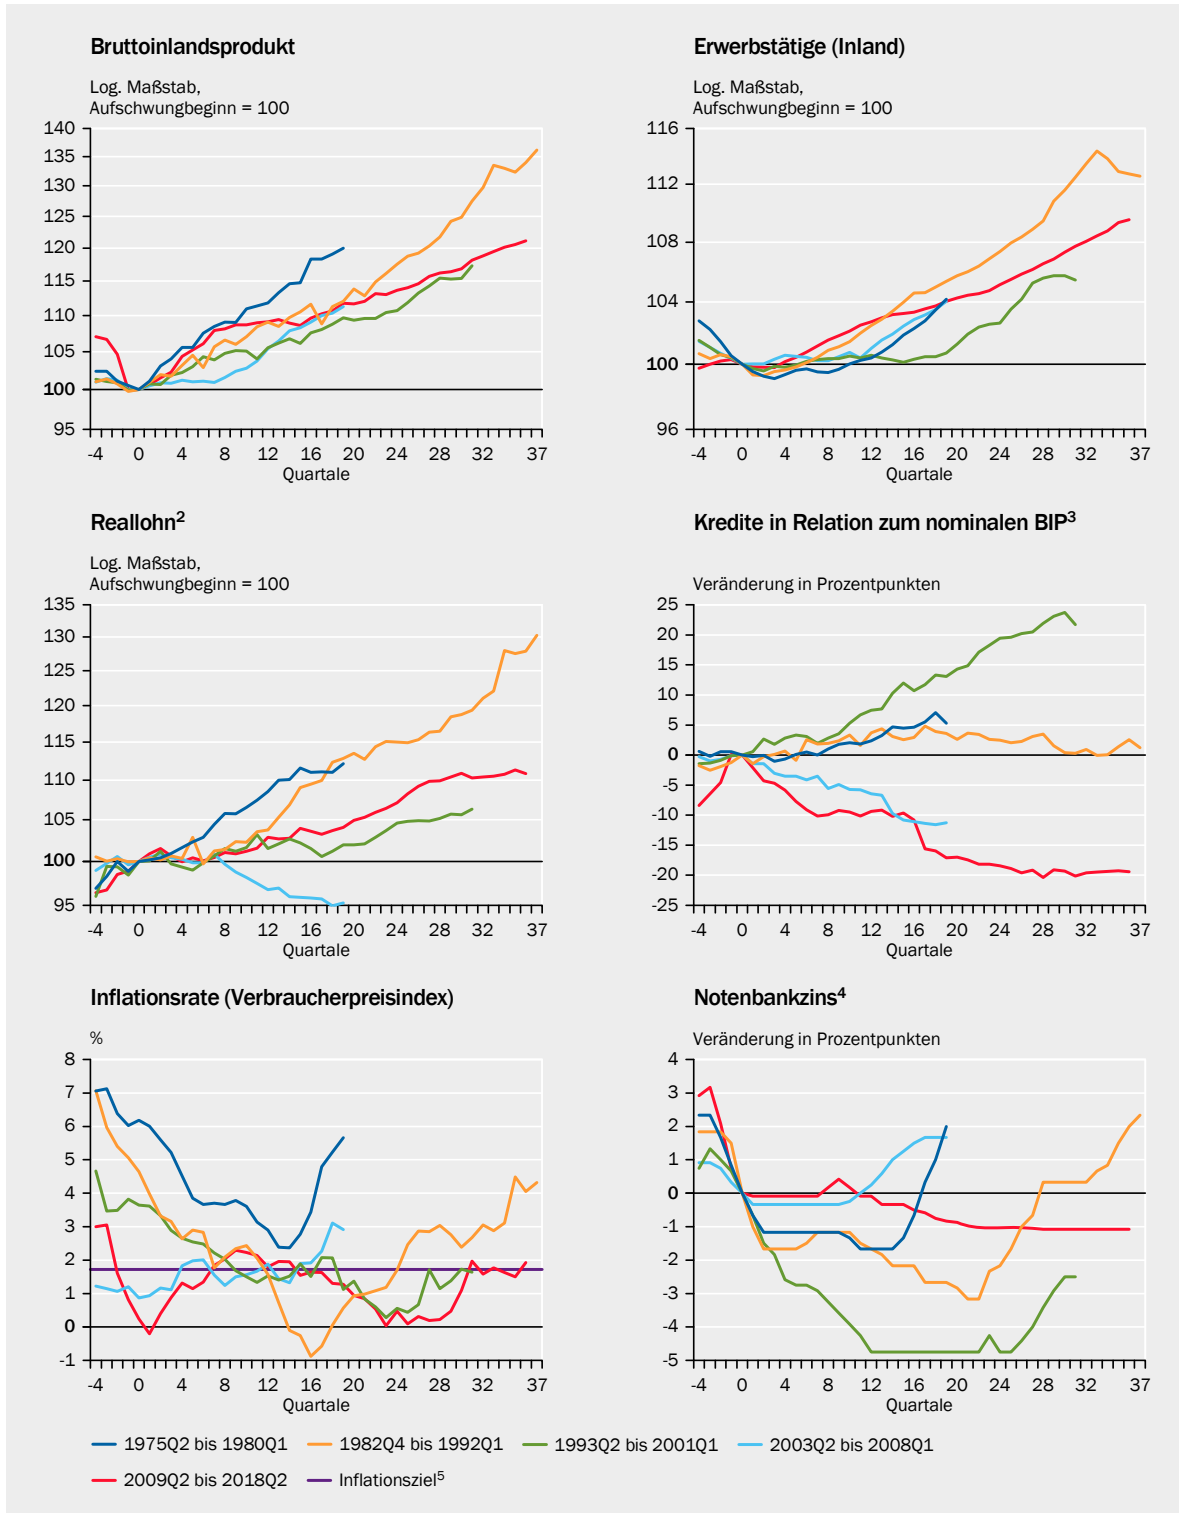 Bruttoinlandsprodukt
Log. Maßstab,
Aufschwungbeginn = 100
140
135
130
125
120
115
110
105
100
95
-4 0 4 8 12 16 20 24 28 32 37
Quartale
Erwerbstätige (Inland)
Log. Maßstab,
Aufschwungbeginn = 100
116
112
108
104
100
96
-4 0 4 8 12 16 20 24 28 32 37
Quartale
Reallohn2
Log. Maßstab,
Aufschwungbeginn = 100
135
130
125
120
115
110
105
100
95
-4 0 4 8 12 16 20 24 28 32 37
Quartale
Kredite in Relation zum nominalen BIP3
Veränderung in Prozentpunkten
25
20
15
10
5
0
-5
-10
-15
-20
-25
-4 0 4 8 12 16 20 24 28 32 37
Quartale
Inflationsrate (Verbraucherpreisindex)
%
8
7
6
5
4
3
2
1
0
-1
-4 0 4 8 12 16 20 24 28 32 37
Quartale
Notenbankzins4
Veränderung in Prozentpunkten
4
3
2
1
0
-1
-2
-3
-4
-5
-4 0 4 8 12 16 20 24 28 32 37
Quartale
1975Q2 bis 1980Q1 1982Q4 bis 1992Q1 1993Q2 bis 2001Q1 2003Q2 bis 2008Q1
2009Q2 bis 2018Q2 Inflationsziel5